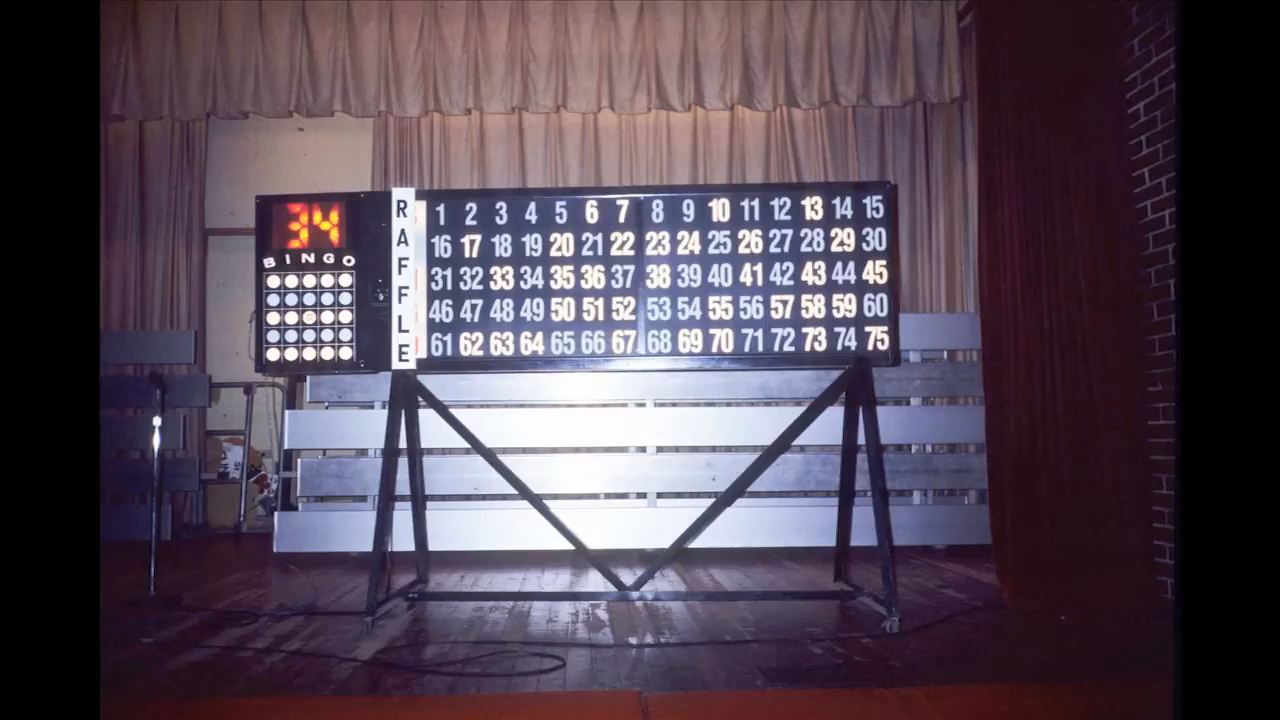 34
BINGO
RAFFLE
1 2 3 4 5 6 7 8 9 10 11 12 13 14 15
16 17 18 19 20 21 22 23 24 25 26 27 28 29 30
31 32 33 34 35 36 37 38 39 40 41 42 43 44 45
46 47 48 49 50 51 52 53 54 55 56 57 58 59 60
61 62 63 64 65 66 67 68 69 70 71 72 73 74 75